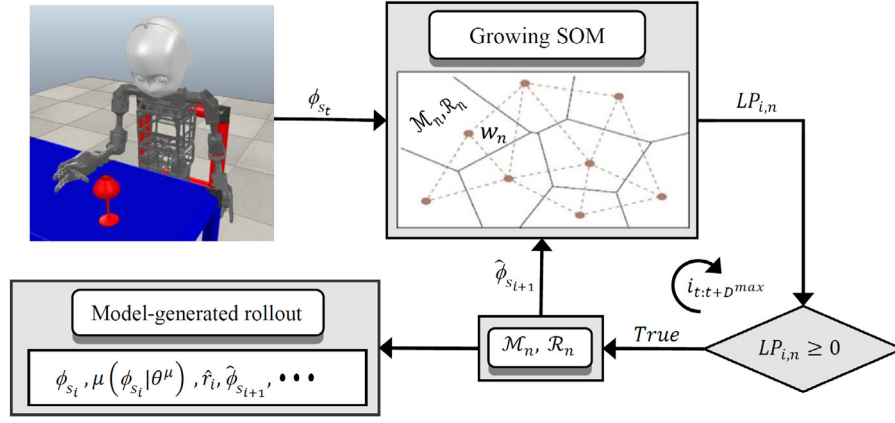 Growing SOM
ϕ_{s_t}
ℳ_n, ℛ_n
w_n
LP_{i,n}
ϕ̂_{s_{i+1}}
i_{t:t+D^{max}}
LP_{i,n} ≥ 0
True
ℳ_n, ℛ_n
Model-generated rollout
ϕ_{s_i}, μ(ϕ_{s_i}|θ^μ), r̂_i, ϕ̂_{s_{i+1}}, •••